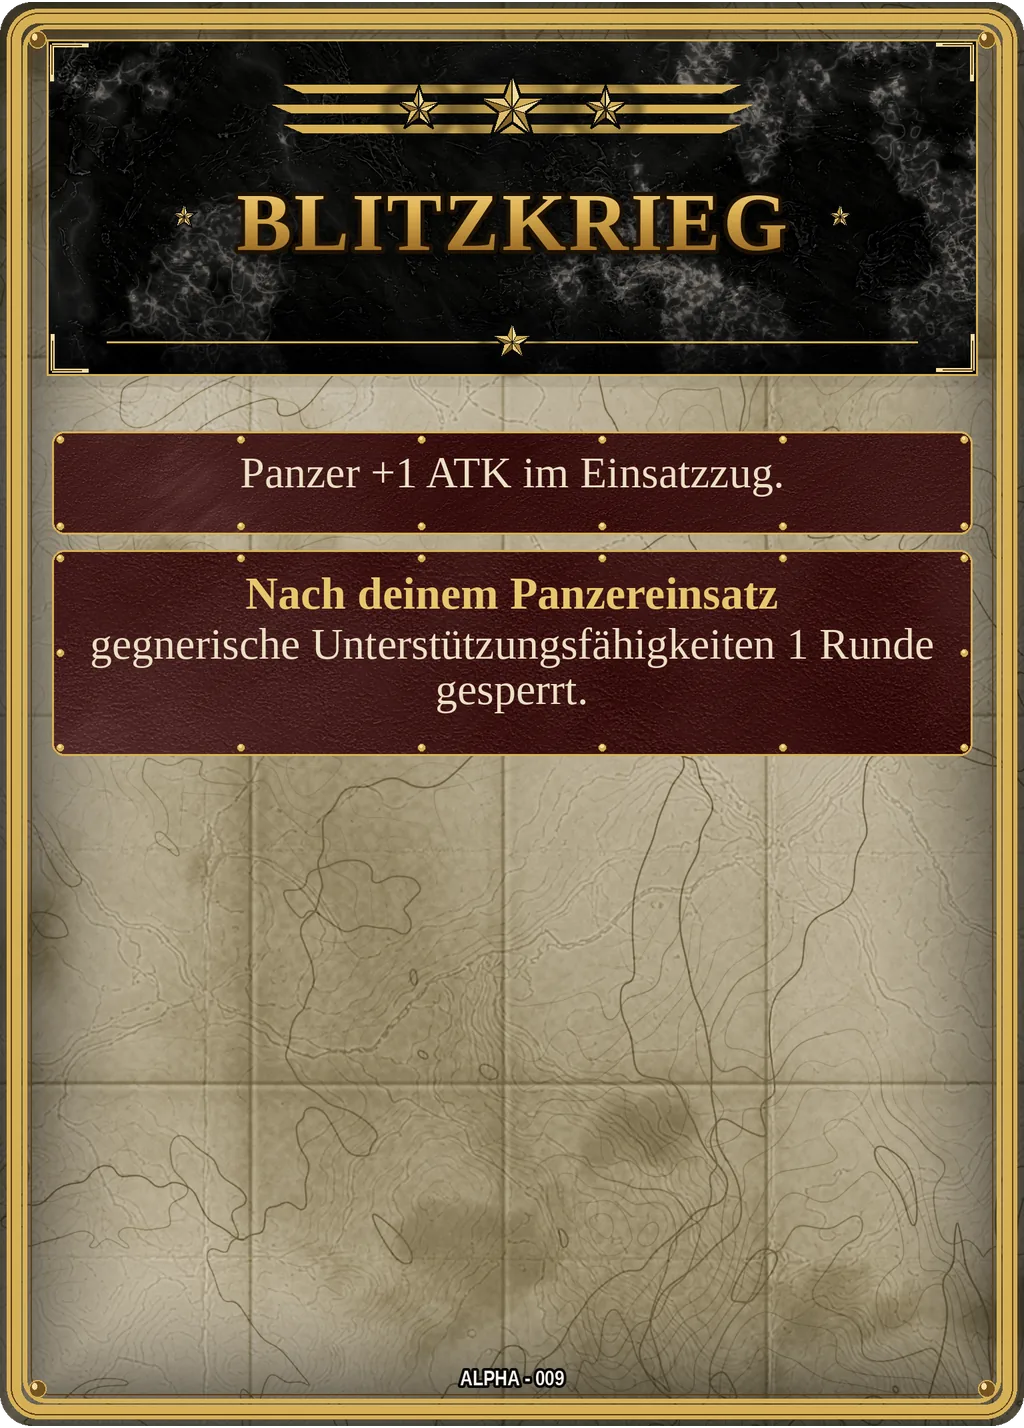 BLITZKRIEG
Panzer +1 ATK im Einsatzzug.
Nach deinem Panzereinsatz
gegnerische Unterstützungsfähigkeiten 1 Runde
gesperrt.
ALPHA - 009